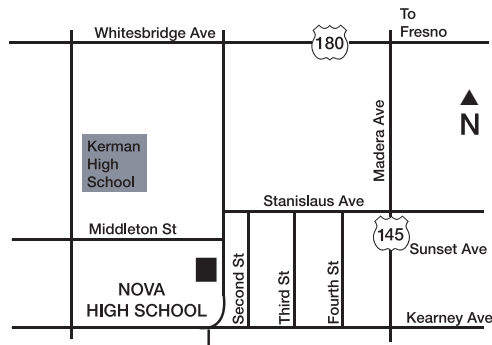 To
Fresno
Whitesbridge Ave
180
Madera Ave
N
Kerman
High
School
Stanislaus Ave
Middleton St
145
Sunset Ave
Second St
Third St
Fourth St
NOVA
HIGH SCHOOL
Kearney Ave